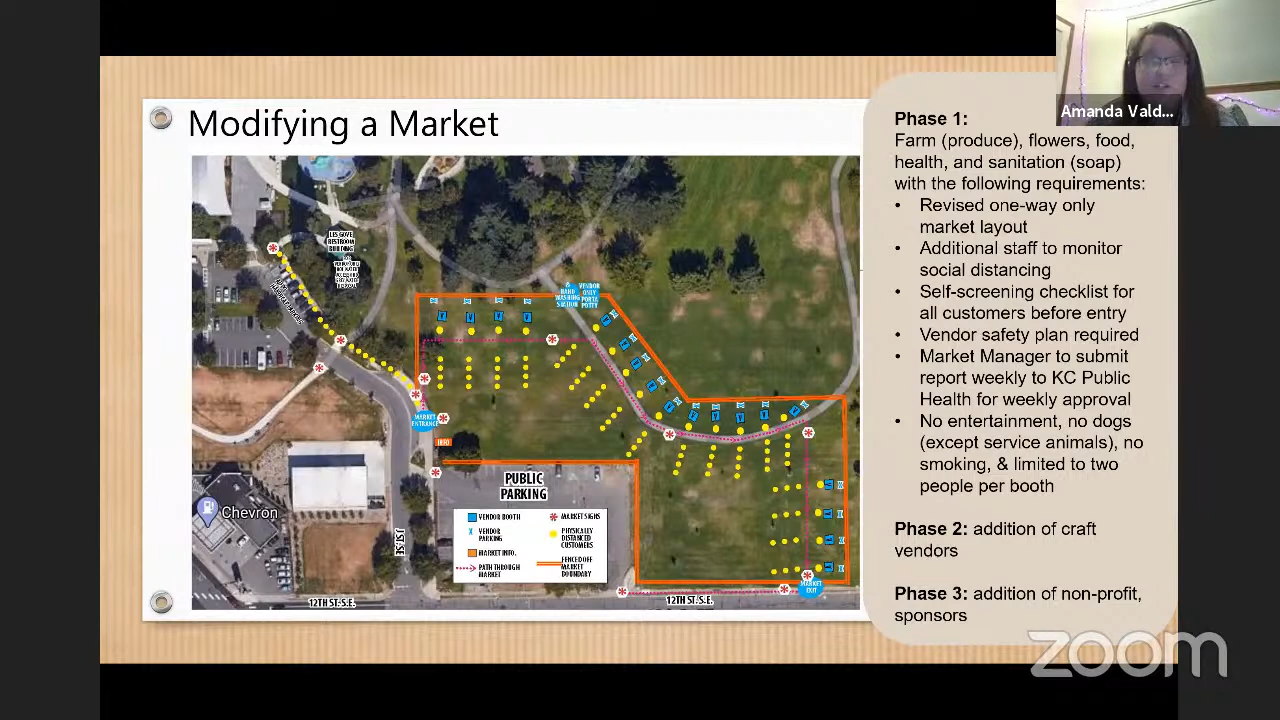 Amanda Vald...
Modifying a Market
Phase 1:
Farm (produce), flowers, food,
health, and sanitation (soap)
with the following requirements:
• Revised one-way only
market layout
• Additional staff to monitor
social distancing
• Self-screening checklist for
all customers before entry
• Vendor safety plan required
• Market Manager to submit
report weekly to KC Public
Health for weekly approval
• No entertainment, no dogs
(except service animals), no
smoking, & limited to two
people per booth
Phase 2: addition of craft
vendors
Phase 3: addition of non-profit,
sponsors
LES GOVE
RESTROOM
BUILDING
&
HAND
WASHING
STATION
VENDOR
ONLY
PORTA
POTTY
MARKET
ENTRANCE
INFO
PUBLIC
PARKING
Chevron
J ST. SE
VENDOR BOOTH
VENDOR
PARKING
MARKET INFO.
PATH THROUGH
MARKET
MARKET SIGNS
PHYSICALLY
DISTANCED
CUSTOMERS
FENCED OFF
MARKET
BOUNDARY
MARKET
EXIT
12TH ST. S.E.
12TH ST. S.E.
zoom